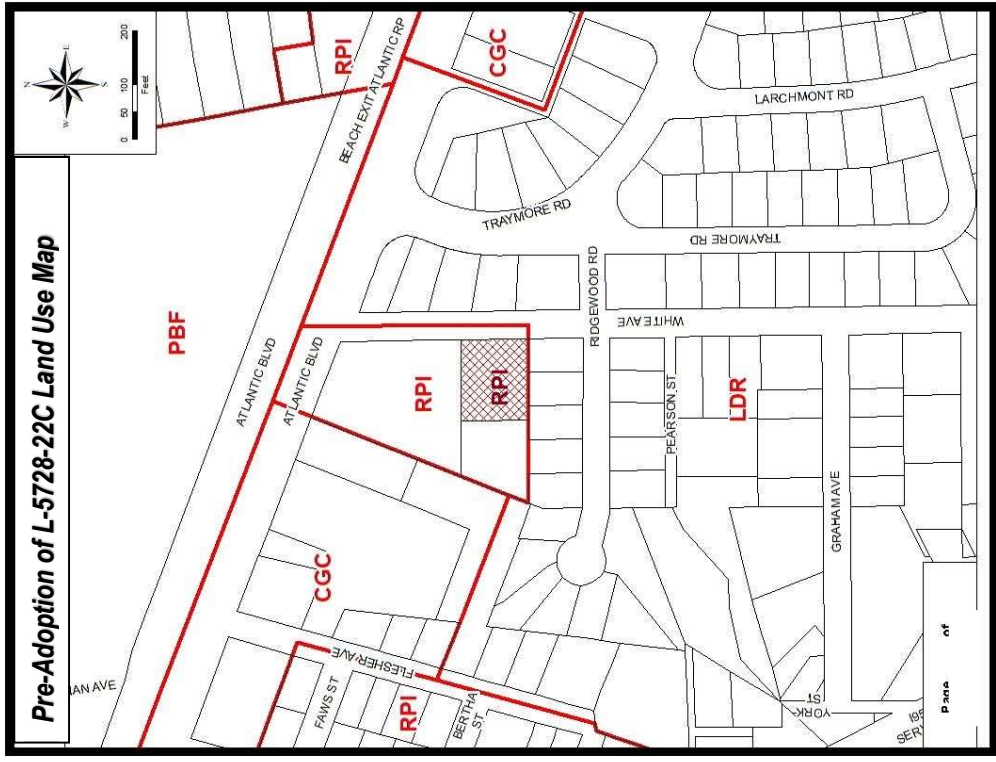 Pre-Adoption of L-5728-22C Land Use Map
N
E
W
S
0 50 100 200
Feet
RPI
CGC
BEACH EXIT ATLANTIC RP
LARCHMONT RD
TRAYMORE RD
TRAYMORE RD
PBF
ATLANTIC BLVD
ATLANTIC BLVD
RPI
RPI
RIDGEWOOD RD
WHITE AVE
PEARSON ST
LDR
CGC
GRAHAM AVE
IAN AVE
FLESHER AVE
FAWS ST
RPI
BERTHA
ST
YORK
ST
SER
Page of